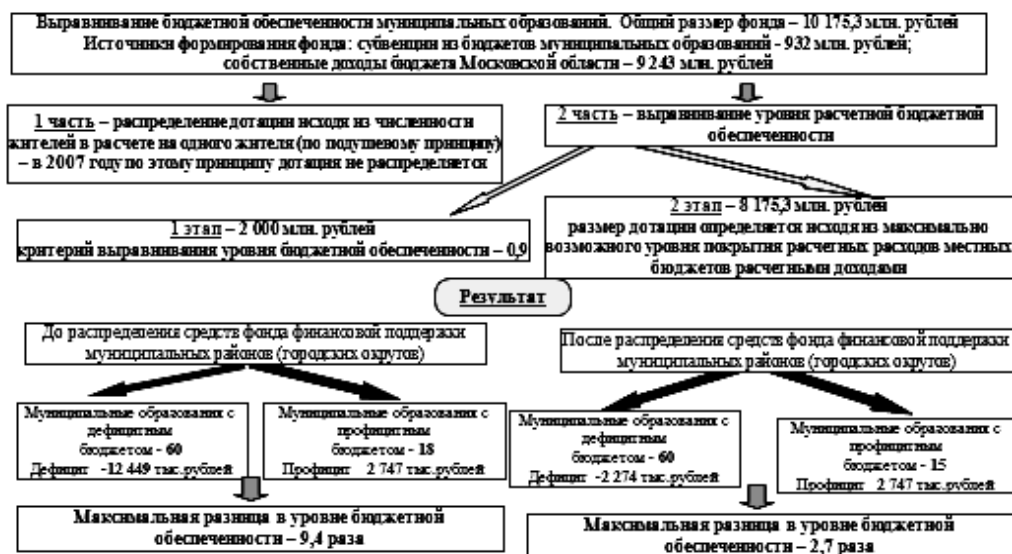 Выравнивание бюджетной обеспеченности муниципальных образований. Общий размер фонда – 10 175,3 млн. рублей
Источники формирования фонда: субвенции из бюджетов муниципальных образований - 932 млн. рублей;
собственные доходы бюджета Московской области – 9 243 млн. рублей
1 часть – распределение дотации исходя из численности
жителей в расчете на одного жителя (по подушевому принципу)
– в 2007 году по этому принципу дотация не распределяется
2 часть – выравнивание уровня расчетной бюджетной
обеспеченности
1 этап – 2 000 млн. рублей
критерий выравнивания уровня бюджетной обеспеченности – 0,9
2 этап – 8 175,3 млн. рублей
размер дотации определяется исходя из максимально
возможного уровня покрытия расчетных расходов местных
бюджетов расчетными доходами
Результат
До распределения средств фонда финансовой поддержки
муниципальных районов (городских округов)
После распределения средств фонда финансовой поддержки
муниципальных районов (городских округов)
Муниципальные образования с
дефицитным
бюджетом - 60
Дефицит -12 449 тыс.рублей
Муниципальные образования с
профицитным
бюджетом - 18
Профицит 2 747 тыс.рублей
Муниципальные образования с
дефицитным
бюджетом - 60
Дефицит -2 274 тыс.рублей
Муниципальные образования с
профицитным
бюджетом - 15
Профицит 2 747 тыс.рублей
Максимальная разница в уровне бюджетной
обеспеченности – 9,4 раза
Максимальная разница в уровне бюджетной
обеспеченности – 2,7 раза